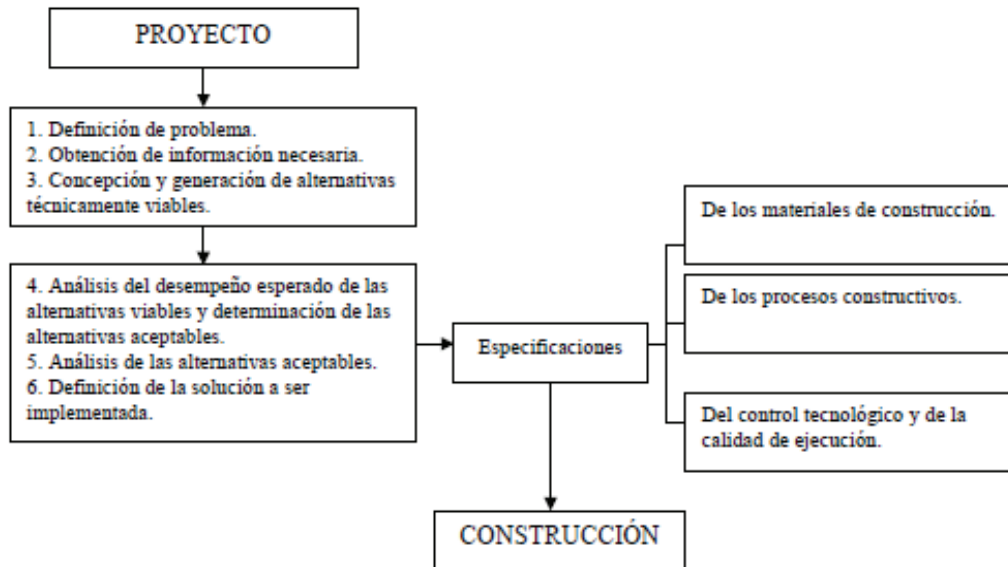 PROYECTO
1. Definición de problema.
2. Obtención de información necesaria.
3. Concepción y generación de alternativas
técnicamente viables.
4. Análisis del desempeño esperado de las
alternativas viables y determinación de las
alternativas aceptables.
5. Análisis de las alternativas aceptables.
6. Definición de la solución a ser
implementada.
Especificaciones
De los materiales de construcción.
De los procesos constructivos.
Del control tecnológico y de la
calidad de ejecución.
CONSTRUCCIÓN